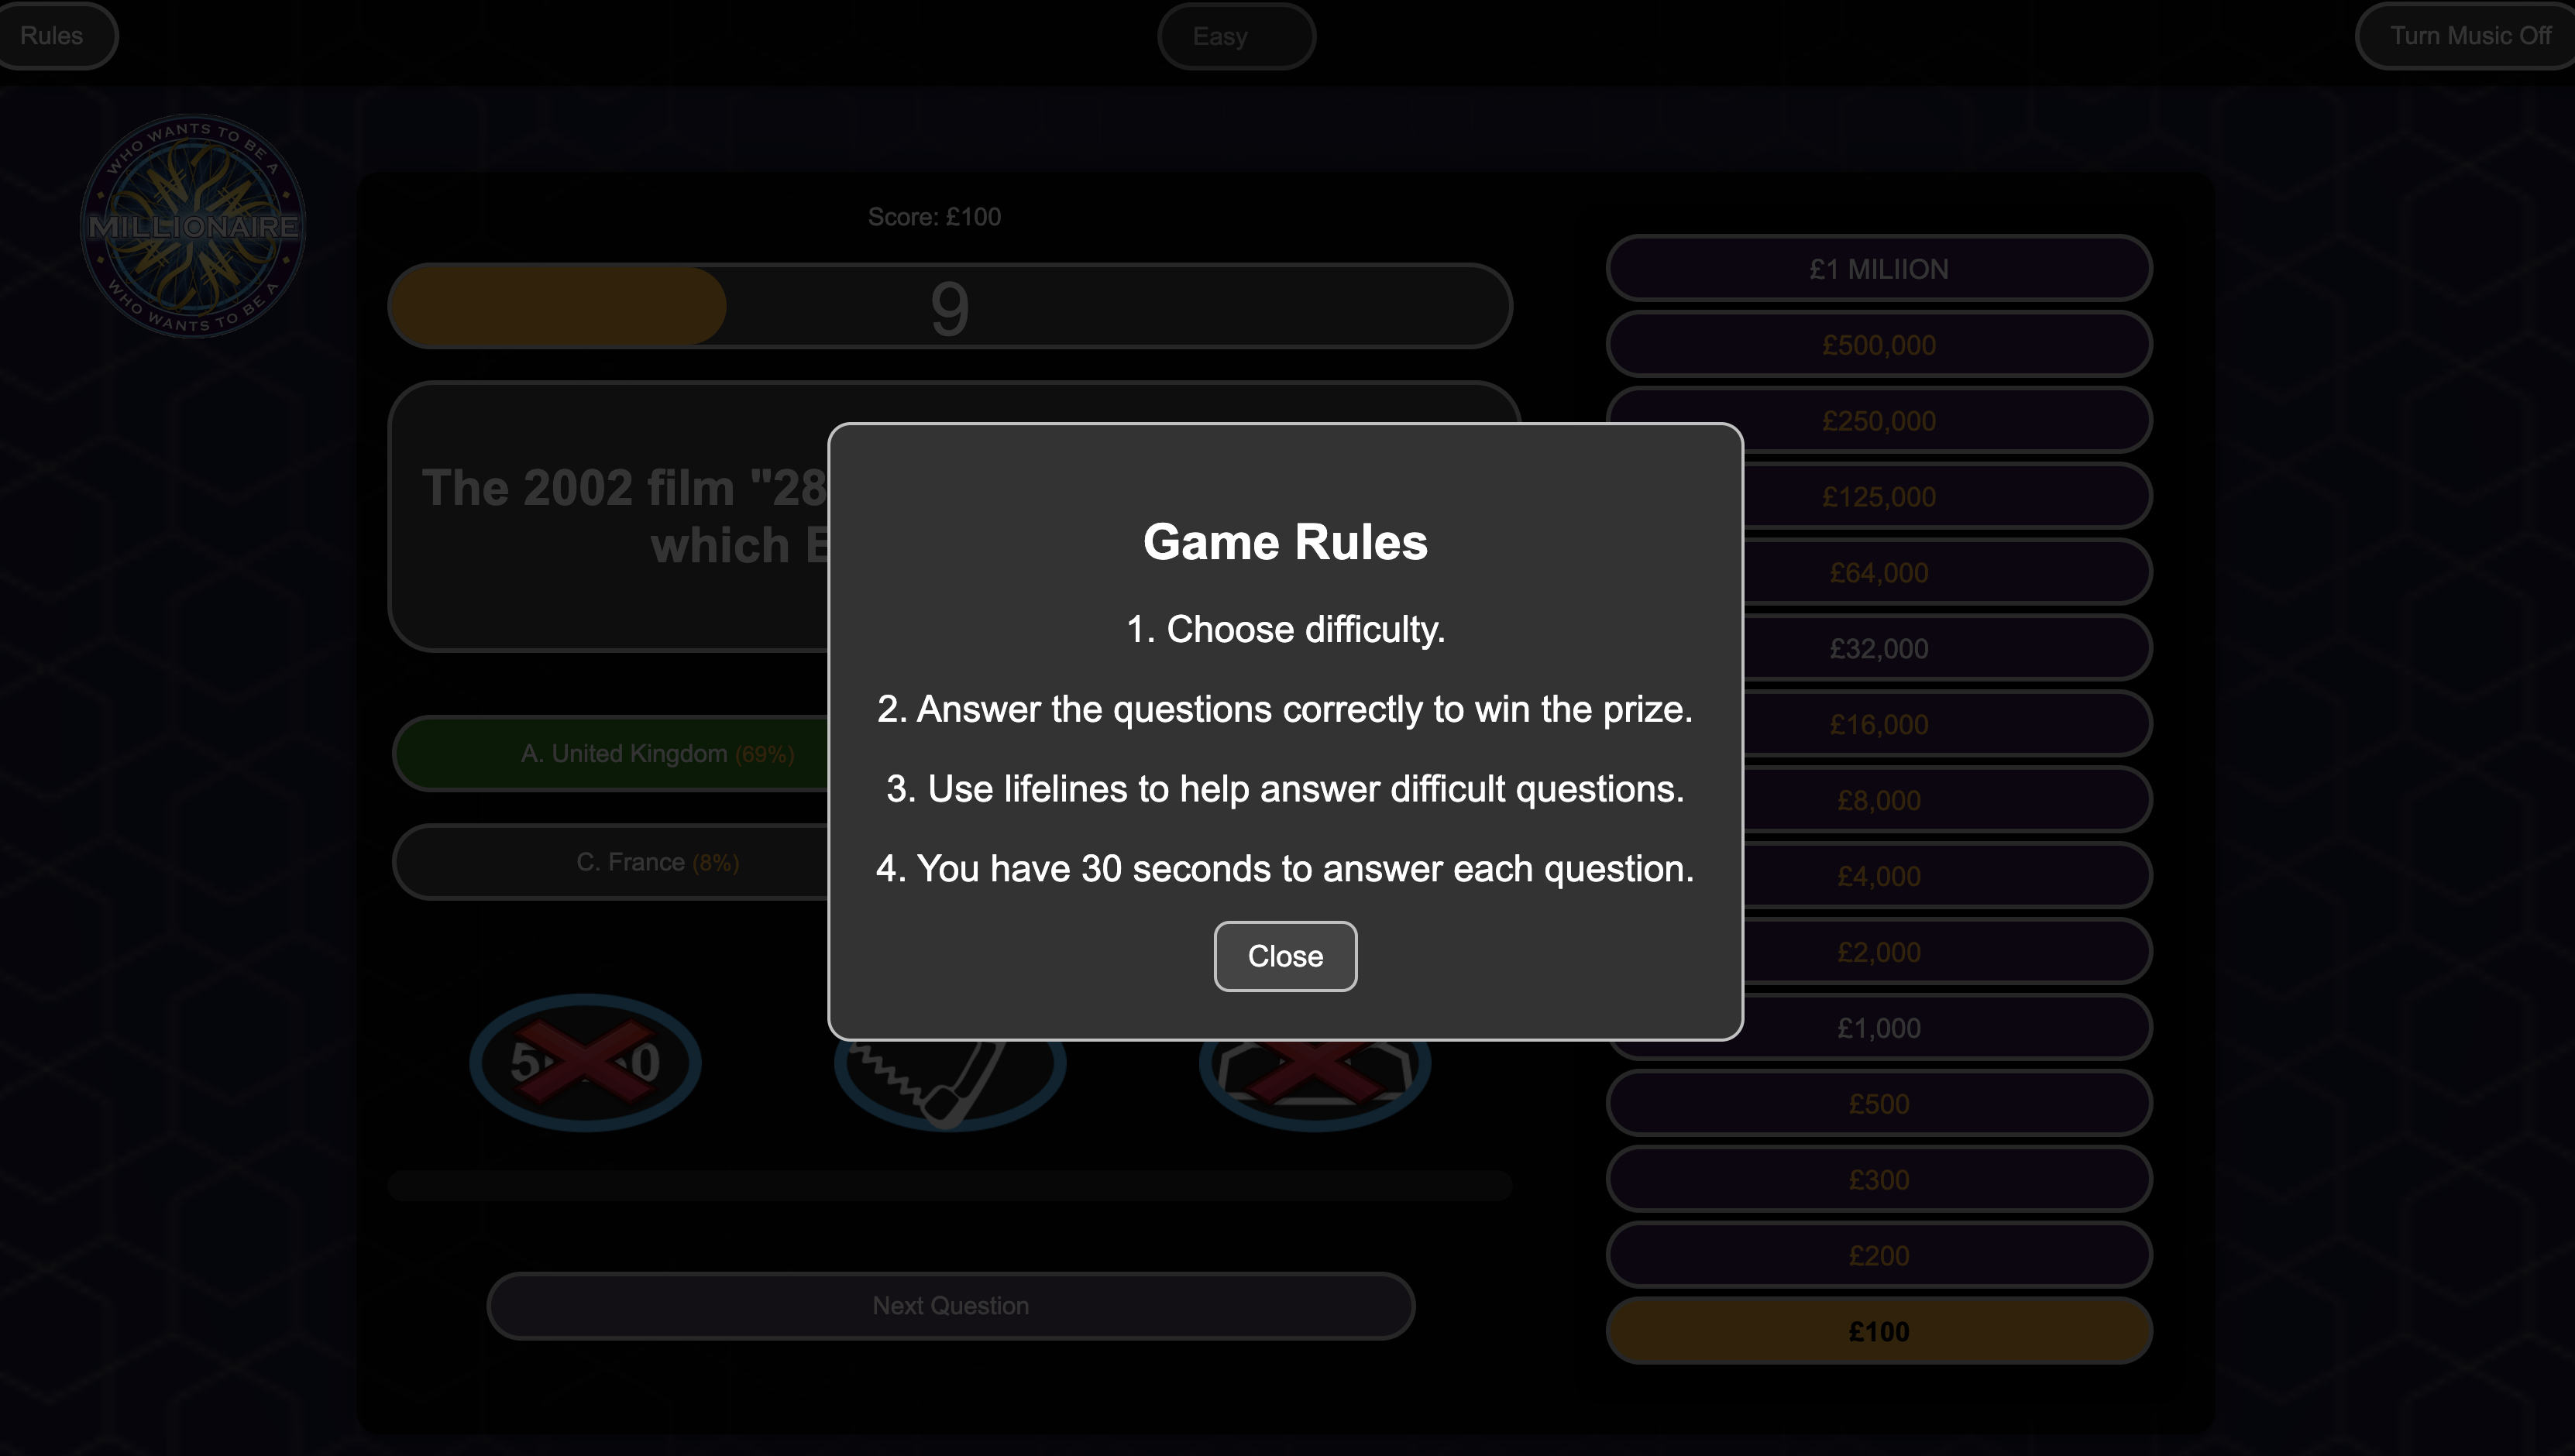 Rules
Easy
Turn Music Off
WHO WANTS TO BE A
MILLIONAIRE
WHO WANTS TO BE A
Score: £100
9
The 2002 film "28
which
A. United Kingdom (69%)
C. France (8%)
Game Rules
1. Choose difficulty.
2. Answer the questions correctly to win the prize.
3. Use lifelines to help answer difficult questions.
4. You have 30 seconds to answer each question.
Close
Next Question
£1 MILIION
£500,000
£250,000
£125,000
£64,000
£32,000
£16,000
£8,000
£4,000
£2,000
£1,000
£500
£300
£200
£100